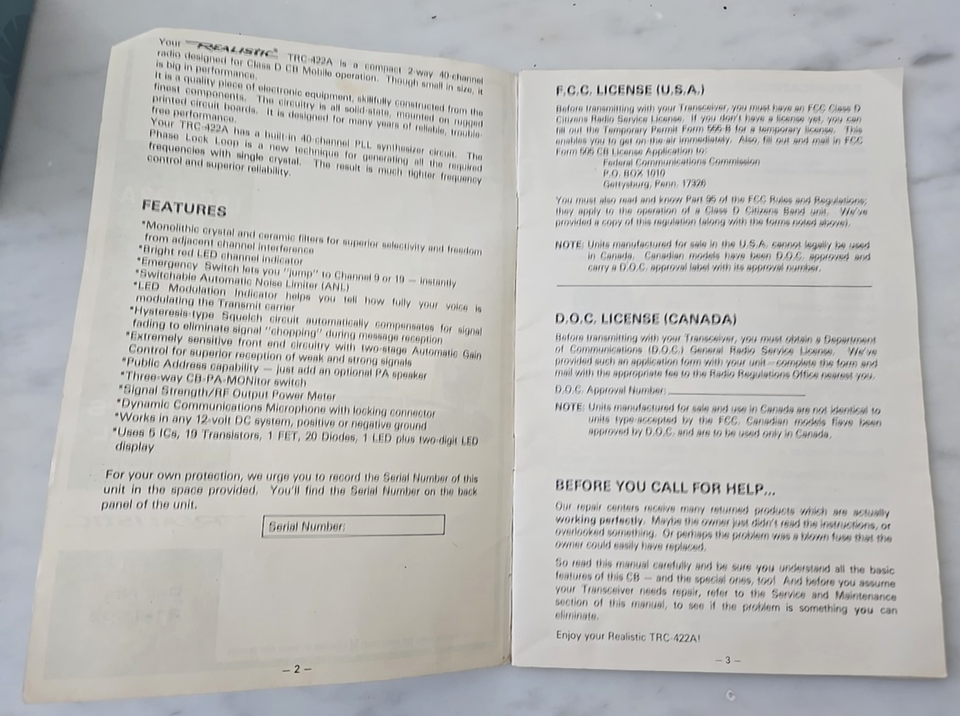 Your REALISTIC® TRC-422A is a compact 2-way 40-channel
radio designed for Class D CB Mobile operation. Though small in size, it
is big in performance.
It is a quality piece of electronic equipment, skillfully constructed from the
finest components. The circuitry is all solid-state, mounted on rugged
printed circuit boards. It is designed for many years of reliable, trouble-
free performance.
Your TRC-422A has a built-in 40-channel PLL synthesizer circuit. The
Phase Lock Loop is a new technique for generating all the required
frequencies with single crystal. The result is much tighter frequency
control and superior reliability.
FEATURES
*Monolithic crystal and ceramic filters for superior selectivity and freedom
from adjacent channel interference
*Bright red LED channel indicator
*Emergency Switch lets you "jump" to Channel 9 or 19 — instantly
*Switchable Automatic Noise Limiter (ANL)
*LED Modulation Indicator helps you tell how fully your voice is
modulating the Transmit carrier
*Hysteresis-type Squelch circuit automatically compensates for signal
fading to eliminate signal "chopping" during message reception
*Extremely sensitive front end circuitry with two-stage Automatic Gain
Control for superior reception of weak and strong signals
*Public Address capability — just add an optional PA speaker
*Three-way CB-PA-MONitor switch
*Signal Strength/RF Output Power Meter
*Dynamic Communications Microphone with locking connector
*Works in any 12-volt DC system, positive or negative ground
*Uses 5 ICs, 19 Transistors, 1 FET, 20 Diodes, 1 LED plus two-digit LED
display
For your own protection, we urge you to record the Serial Number of this
unit in the space provided. You'll find the Serial Number on the back
panel of the unit.
Serial Number:
— 2 —
F.C.C. LICENSE (U.S.A.)
Before transmitting with your Transceiver, you must have an FCC Class D
Citizens Radio Service License. If you don't have a license yet, you can
fill out the Temporary Permit Form 555-B for a temporary license. This
enables you to get on-the-air immediately. Also, fill out and mail in FCC
Form 505 CB License Application to:
Federal Communications Commission
P.O. BOX 1010
Gettysburg, Penn. 17326
You must also read and know Part 95 of the FCC Rules and Regulations;
they apply to the operation of a Class D Citizens Band unit. We've
provided a copy of this regulation (along with the forms noted above).
NOTE: Units manufactured for sale in the U.S.A. cannot legally be used
in Canada. Canadian models have been D.O.C. approved and
carry a D.O.C. approval label with its approval number.
D.O.C. LICENSE (CANADA)
Before transmitting with your Transceiver, you must obtain a Department
of Communications (D.O.C.) General Radio Service License. We've
provided such an application form with your unit—complete the form and
mail with the appropriate fee to the Radio Regulations Office nearest you.
D.O.C. Approval Number:
NOTE: Units manufactured for sale and use in Canada are not identical to
units type-accepted by the FCC. Canadian models have been
approved by D.O.C. and are to be used only in Canada.
BEFORE YOU CALL FOR HELP...
Our repair centers receive many returned products which are actually
working perfectly. Maybe the owner just didn't read the instructions, or
overlooked something. Or perhaps the problem was a blown fuse that the
owner could easily have replaced.
So read this manual carefully and be sure you understand all the basic
features of this CB — and the special ones, too! And before you assume
your Transceiver needs repair, refer to the Service and Maintenance
section of this manual, to see if the problem is something you can
eliminate.
Enjoy your Realistic TRC-422A!
— 3 —